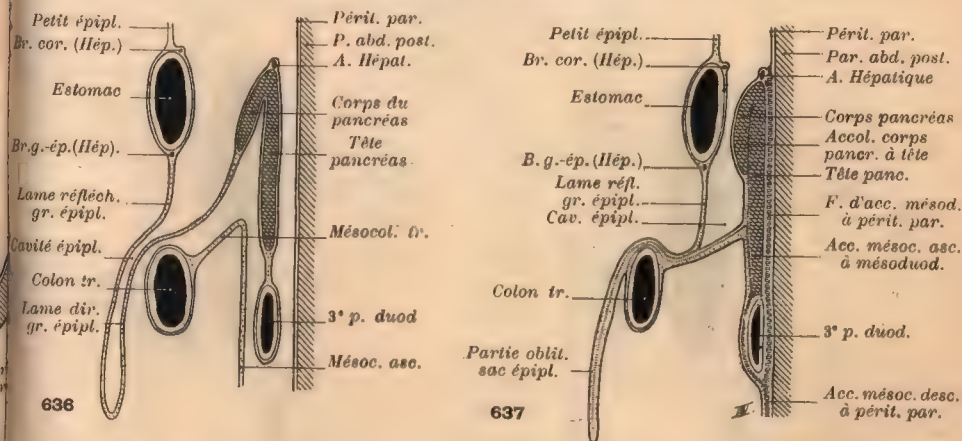 Petit épipl.
Br. cor. (Hép.)
Estomac
Br.g.-ép.(Hép).
Lame réfléch.
gr. épipl.
Cavité épipl.
Colon tr.
Lame dir.
gr. épipl.
636
Périt. par.
P. abd. post.
A. Hépat.
Corps du
pancréas
Tête
pancréas
Mésocol. tr.
3e p. duod
Mésoc. asc.
Petit épipl.
Br. cor. (Hép.)
Estomac
B. g.-ép.(Hép.)
Lame réfl.
gr. épipl.
Cav. épipl.
Colon tr.
Partie oblit.
sac épipl.
637
Périt. par.
Par. abd. post.
A. Hépatique
Corps pancréas
Accol. corps
pancr. à tête
Tête panc.
F. d'acc. mésod.
à périt. par.
Acc. mésoc. asc.
à mésoduod.
3e p. duod.
Acc. mésoc. desc.
à périt. par.